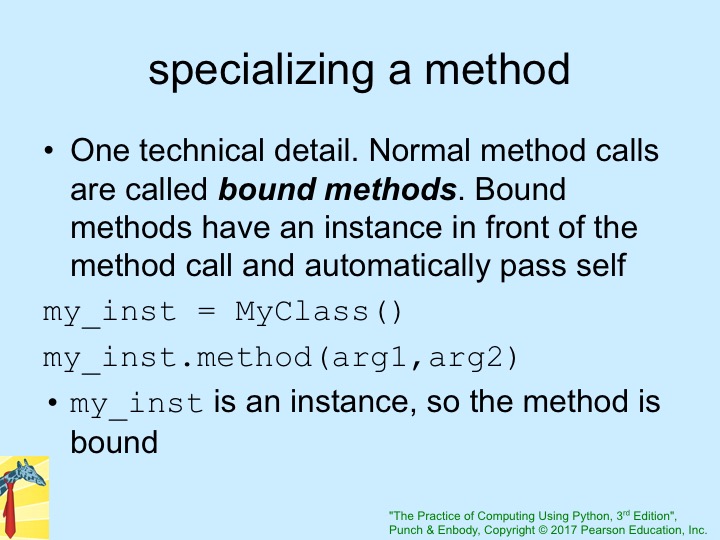 specializing a method
• One technical detail. Normal method calls
are called bound methods. Bound
methods have an instance in front of the
method call and automatically pass self
my_inst = MyClass()
my_inst.method(arg1,arg2)
• my_inst is an instance, so the method is
bound
"The Practice of Computing Using Python, 3rd Edition",
Punch & Enbody, Copyright © 2017 Pearson Education, Inc.